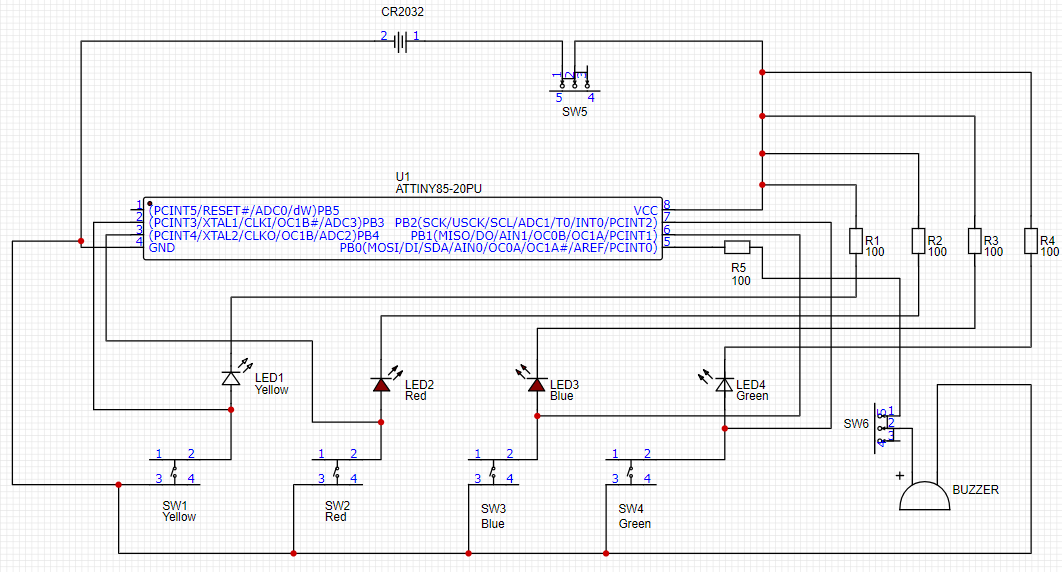 CR2032
2 1
1 2 3
5 4
SW5
U1
ATTINY85-20PU
1 (PCINT5/RESET#/ADC0/dW)PB5 VCC 8
2 (PCINT3/XTAL1/CLKI/OC1B#/ADC3)PB3 PB2(SCK/USCK/SCL/ADC1/T0/INT0/PCINT2) 7
3 (PCINT4/XTAL2/CLKO/OC1B/ADC2)PB4 PB1(MISO/DO/AIN1/OC0B/OC1A/PCINT1) 6
4 GND PB0(MOSI/DI/SDA/AIN0/OC0A/OC1A#/AREF/PCINT0) 5
R1
100
R2
100
R3
100
R4
100
R5
100
LED1
Yellow
LED2
Red
LED3
Blue
LED4
Green
SW6
1
2
3
5
4
1 2
3 4
SW1
Yellow
1 2
3 4
SW2
Red
1 2
3 4
SW3
Blue
1 2
3 4
SW4
Green
+
BUZZER